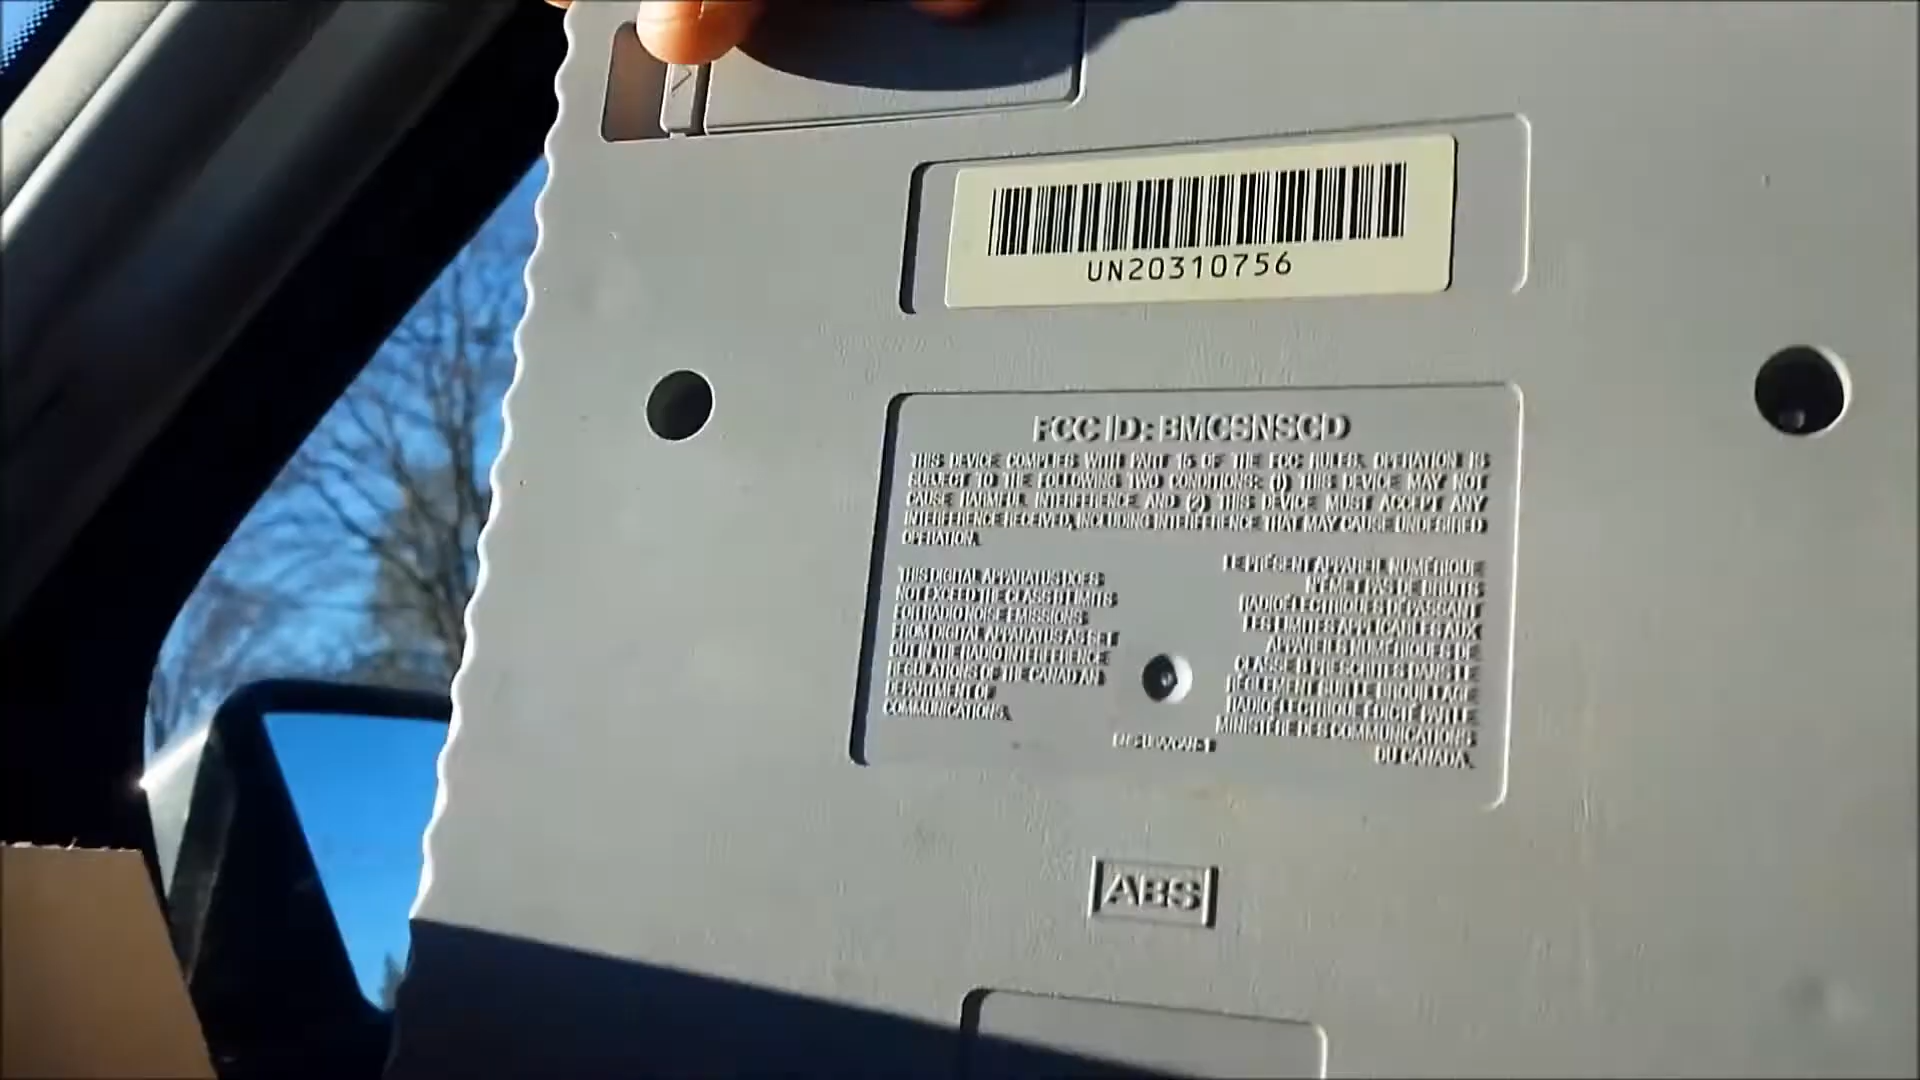 UN20310756
FCC ID: BMCSNSCD
THIS DEVICE COMPLIES WITH PART 15 OF THE FCC RULES. OPERATION IS
SUBJECT TO THE FOLLOWING TWO CONDITIONS: (1) THIS DEVICE MAY NOT
CAUSE HARMFUL INTERFERENCE AND (2) THIS DEVICE MUST ACCEPT ANY
INTERFERENCE RECEIVED, INCLUDING INTERFERENCE THAT MAY CAUSE UNDESIRED
OPERATION.
THIS DIGITAL APPARATUS DOES
NOT EXCEED THE CLASS B LIMITS
FOR RADIO NOISE EMISSIONS
FROM DIGITAL APPARATUS AS SET
OUT IN THE RADIO INTERFERENCE
REGULATIONS OF THE CANADIAN
DEPARTMENT OF
COMMUNICATIONS.
LE PRÉSENT APPAREIL NUMÉRIQUE
N'ÉMET PAS DE BRUITS
RADIOÉLECTRIQUES DÉPASSANT
LES LIMITES APPLICABLES AUX
APPAREILS NUMÉRIQUES DE
CLASSE B PRESCRITES DANS LE
RÈGLEMENT SUR LE BROUILLAGE
RADIOÉLECTRIQUE ÉDICTÉ PAR LE
MINISTÈRE DES COMMUNICATIONS
DU CANADA.
ABS